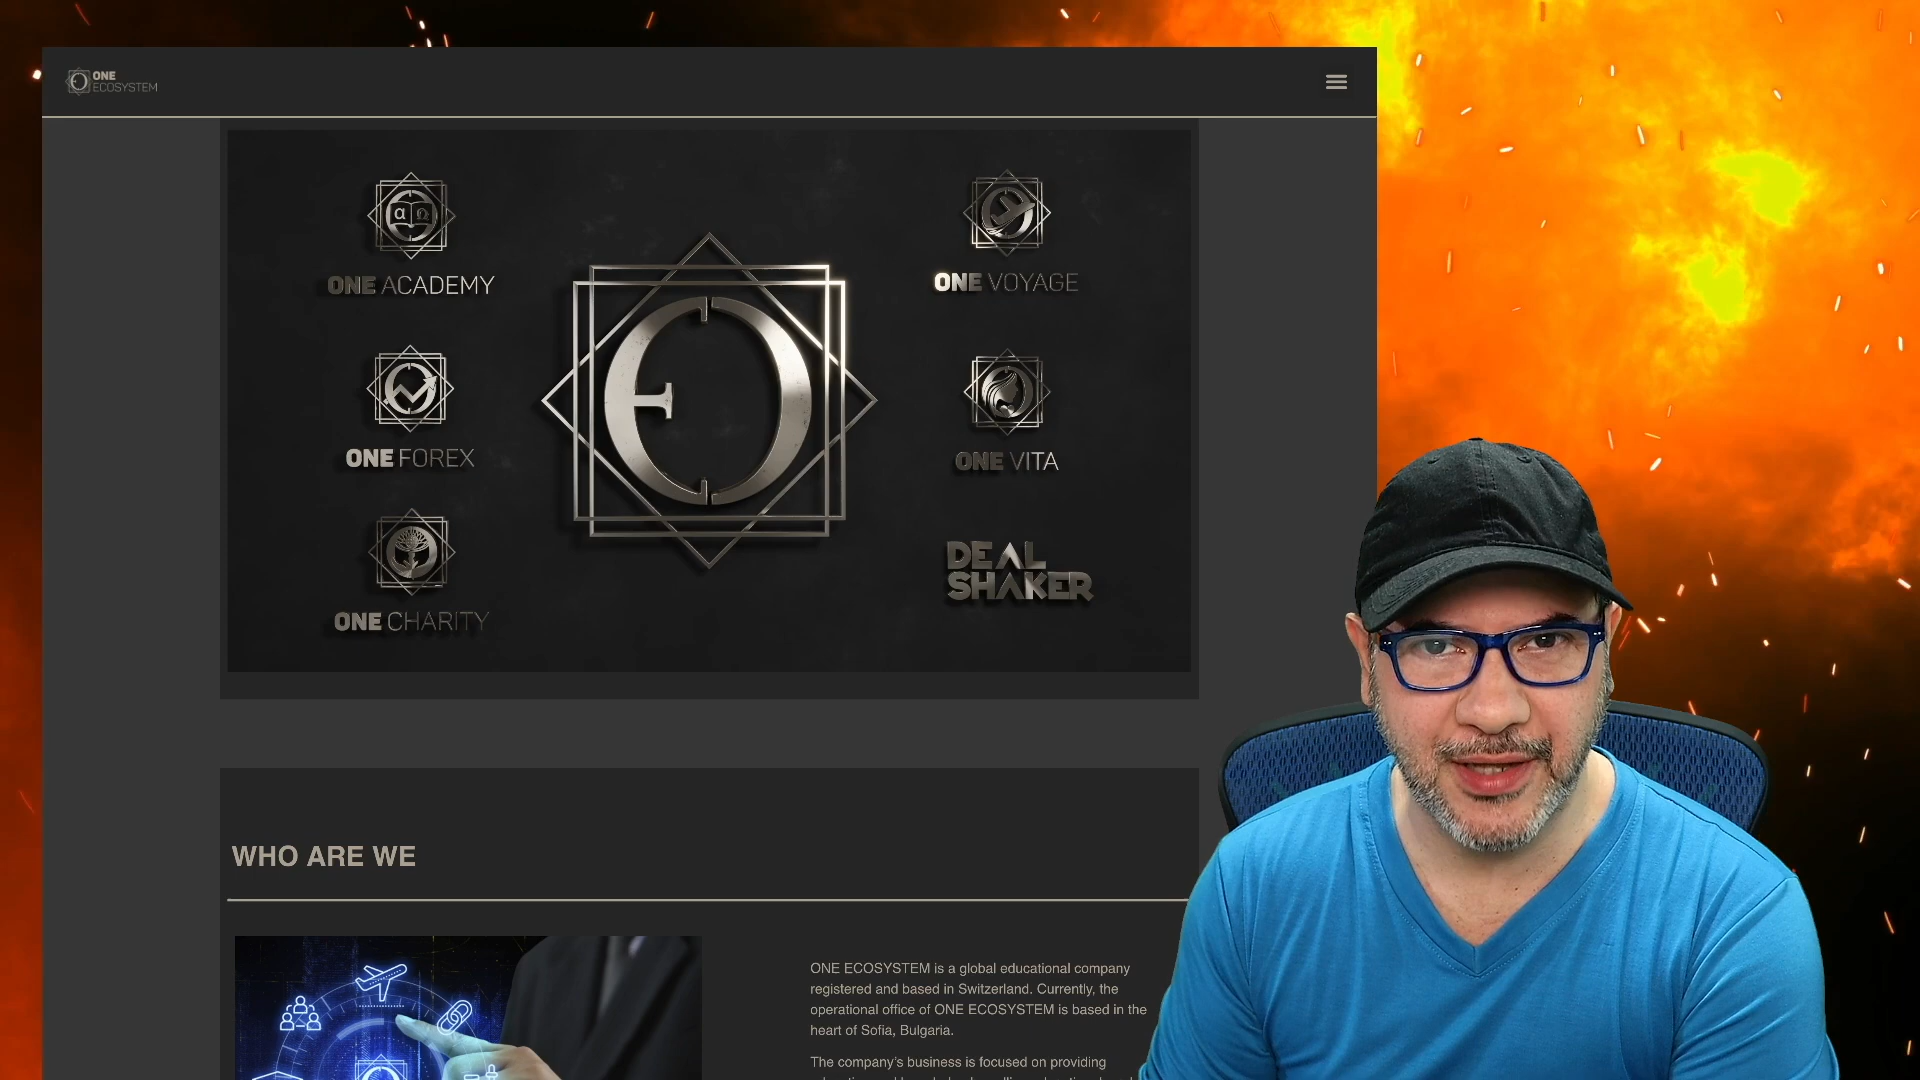 ONE
ECOSYSTEM
ONE ACADEMY
ONE VOYAGE
ONE FOREX
ONE VITA
ONE CHARITY
DEAL
SHAKER
WHO ARE WE
ONE ECOSYSTEM is a global educational company
registered and based in Switzerland. Currently, the
operational office of ONE ECOSYSTEM is based in the
heart of Sofia, Bulgaria.
The company's business is focused on providing